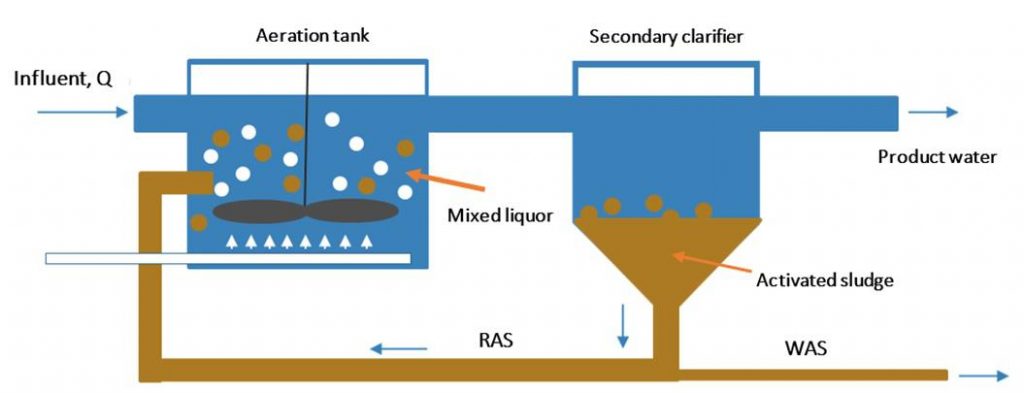 Aeration tank
Secondary clarifier
Influent, Q
Product water
Mixed liquor
Activated sludge
RAS
WAS